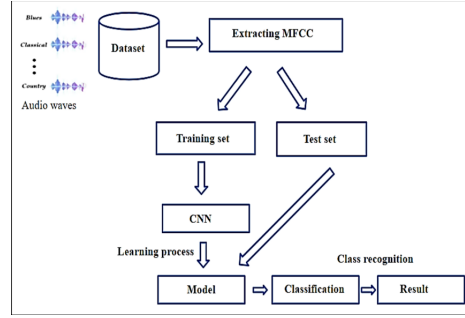 Blues
Classical
Country
Audio waves
Dataset
Extracting MFCC
Training set
Test set
CNN
Learning process
Class recognition
Model
Classification
Result